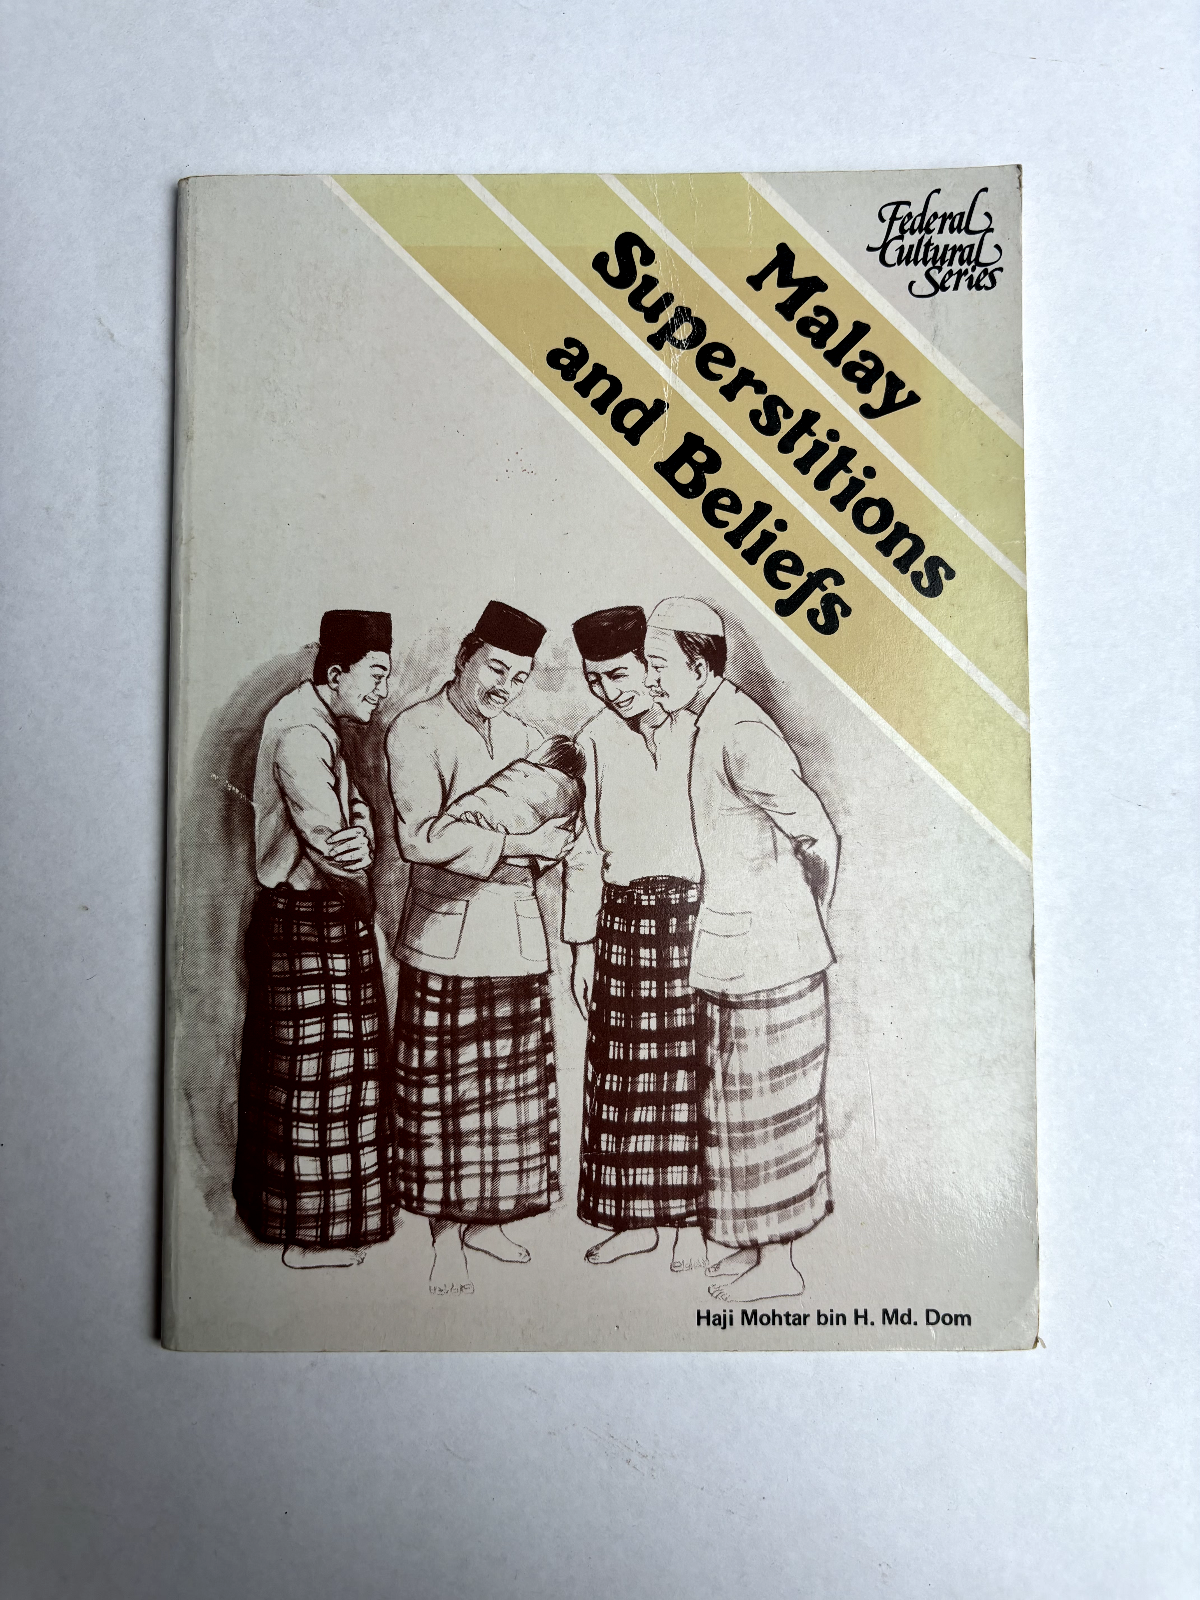 Federal
Cultural
Series
Malay
Superstitions
and Beliefs
Haji Mohtar bin H. Md. Dom